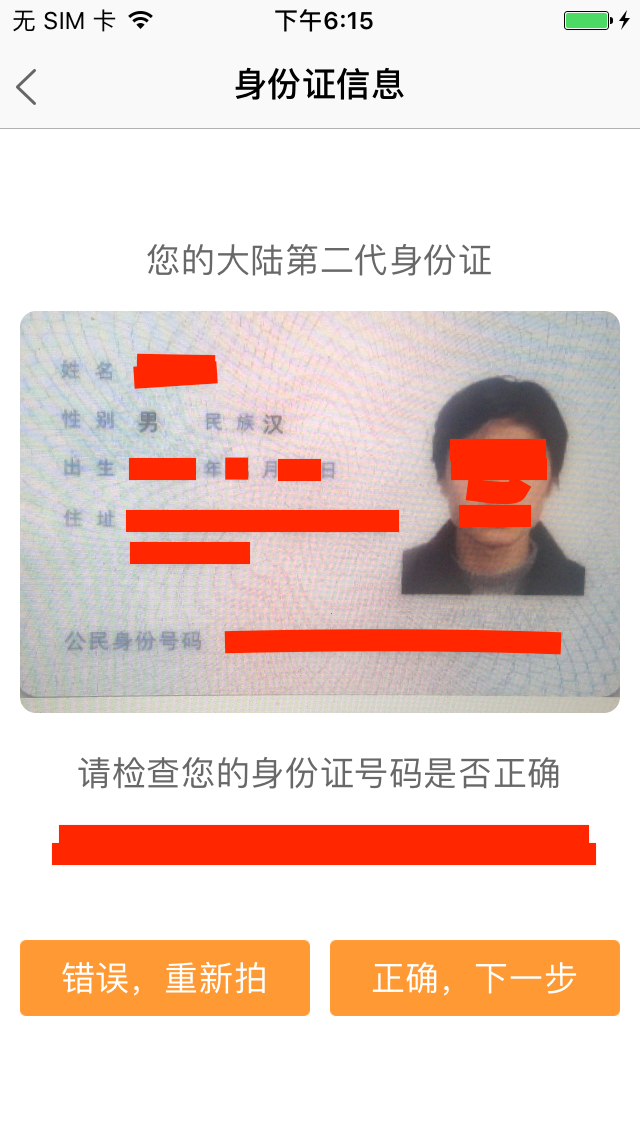 无 SIM 卡 下午6:15
身份证信息
您的大陆第二代身份证
姓 名
性 别 男 民 族 汉
出 生 年 月 日
住 址
公民身份号码
请检查您的身份证号码是否正确
错误，重新拍 正确，下一步